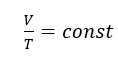 V/T = const